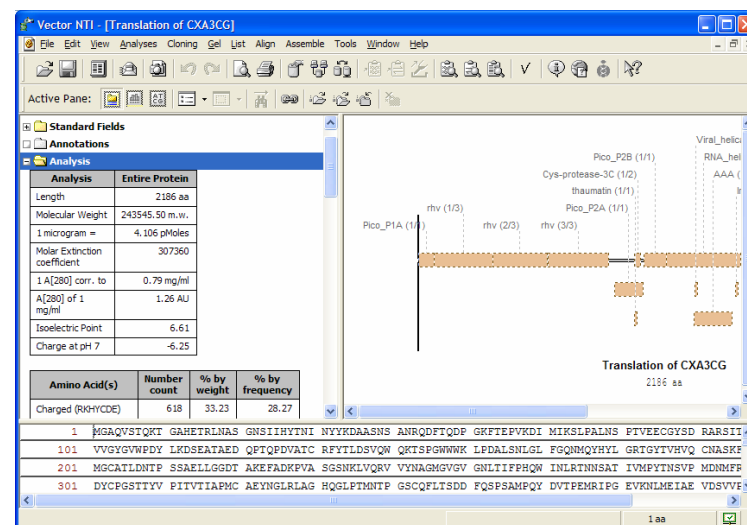 Vector NTI - [Translation of CXA3CG]
File Edit View Analyses Cloning Gel List Align Assemble Tools Window Help
Active Pane:
Standard Fields
Annotations
Analysis
Analysis Entire Protein
Length 2186 aa
Molecular Weight 243545.50 m.w.
1 microgram = 4.106 pMoles
Molar Extinction coefficient 307360
1 A[280] corr. to 0.79 mg/ml
A[280] of 1 mg/ml 1.26 AU
Isoelectric Point 6.61
Charge at pH 7 -6.25
Amino Acid(s) Number count % by weight % by frequency
Charged (RKHYCDE) 618 33.23 28.27
Viral_helica
Pico_P2B (1/1) RNA_hel
Cys-protease-3C (1/2) AAA (
thaumatin (1/1)
rhv (1/3) Pico_P2A (1/1)
Pico_P1A (1/1) rhv (2/3) rhv (3/3)
Translation of CXA3CG
2186 aa
1 MGAQVSTQKT GAHETRLNAS GNSIIHYTNI NYYKDAASNS ANRQDFTQDP GKFTEPVKDI MIKSLPALNS PTVEECGYSD RARSIT
101 VVGYGVWPDY LKDSEATAED QPTQPDVATC RFYTLDSVQW QKTSPGWWWK LPDALSNLGL FGQNMQYHYL GRTGYTVHVQ CNASKF
201 MGCATLDNTP SSAELLGGDT AKEFADKPVA SGSNKLVQRV VYNAGMGVGV GNLTIFPHQW INLRTNNSAT IVMPYTNSVP MDNMFR
301 DYCPGSTTYV PITVTIAPMC AEYNGLRLAG HQGLPTMNTP GSCQFLTSDD FQSPSAMPQY DVTPEMRIPG EVKNLMEIAE VDSVVP
1 aa